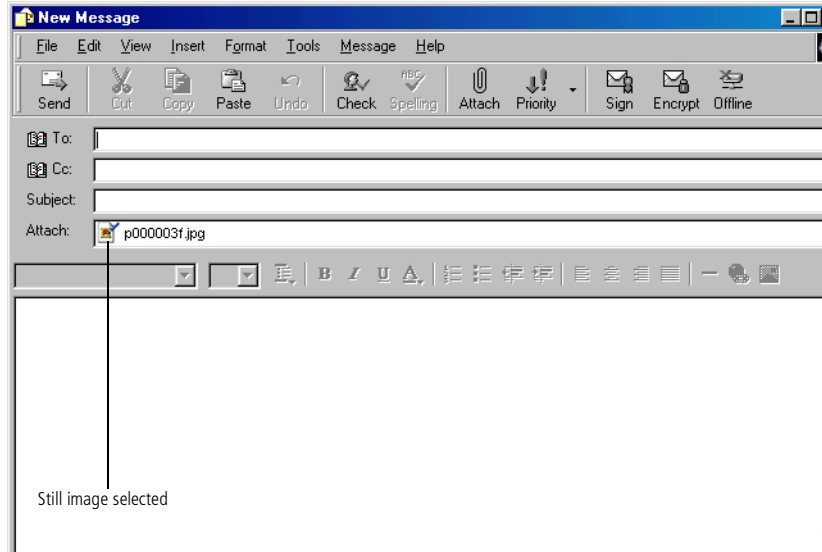 New Message
File Edit View Insert Format Tools Message Help
Send Cut Copy Paste Undo Check Spelling Attach Priority Sign Encrypt Offline
To:
Cc:
Subject:
Attach: p000003f.jpg
B I U A
Still image selected